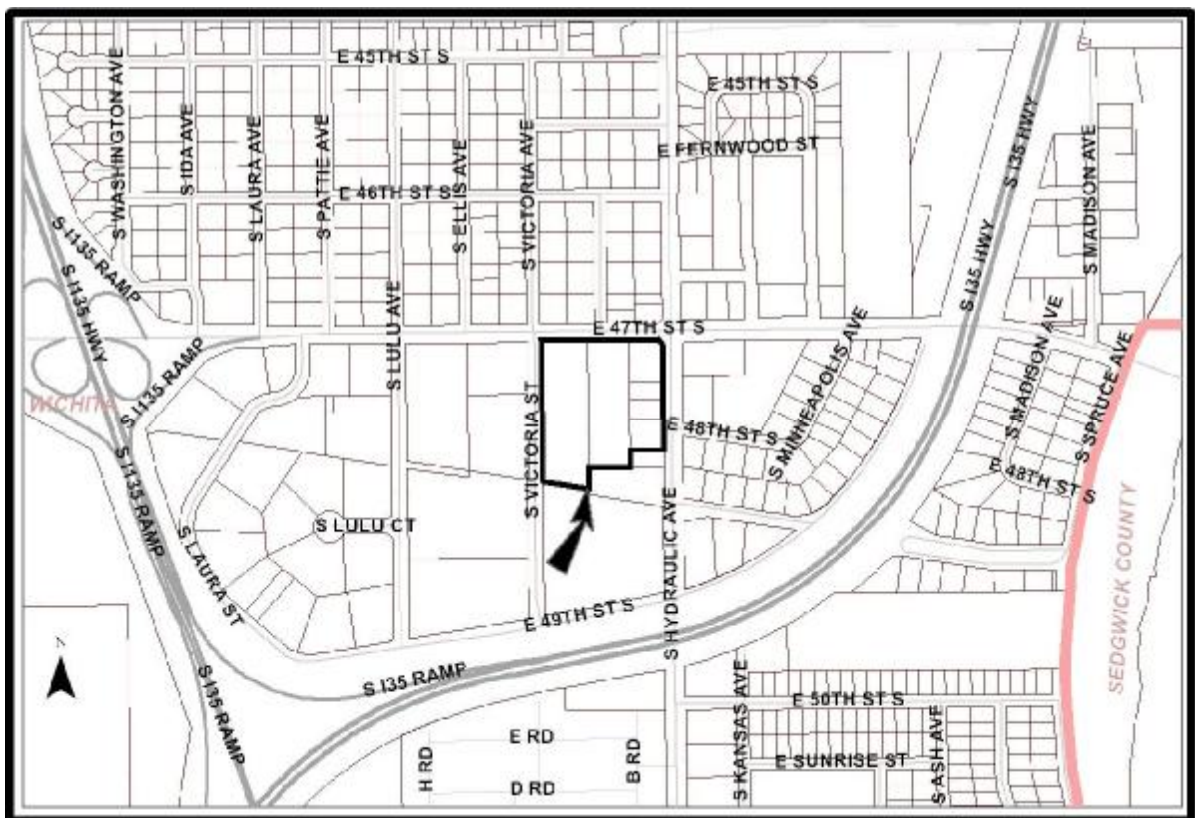 E 45TH ST S
S WASHINGTON AVE
S IDA AVE
S LAURA AVE
S PATTIE AVE
S ELLIS AVE
S VICTORIA AVE
E 45TH ST S
E FERNWOOD ST
S I35 HWY
S MADISON AVE
E 46TH ST S
S I135 RAMP
S I135 HWY
S I35 HWY
E 47TH ST S
S LULU AVE
S I135 RAMP
WICHITA
S MINNEAPOLIS AVE
S MADISON AVE
S SPRUCE AVE
S VICTORIA ST
E 48TH ST S
E 48TH ST S
S I135 RAMP
S LULU CT
S LAURA ST
S HYDRAULIC AVE
SEDGWICK COUNTY
E 49TH ST S
S I35 RAMP
S I35 RAMP
E 50TH ST S
S KANSAS AVE
S ASH AVE
E SUNRISE ST
H RD
E RD
B RD
D RD